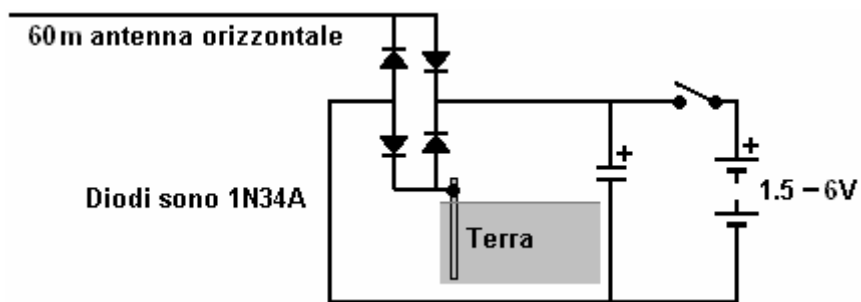 60m antenna orizzontale
Diodi sono 1N34A
Terra
+
+
1.5 – 6V